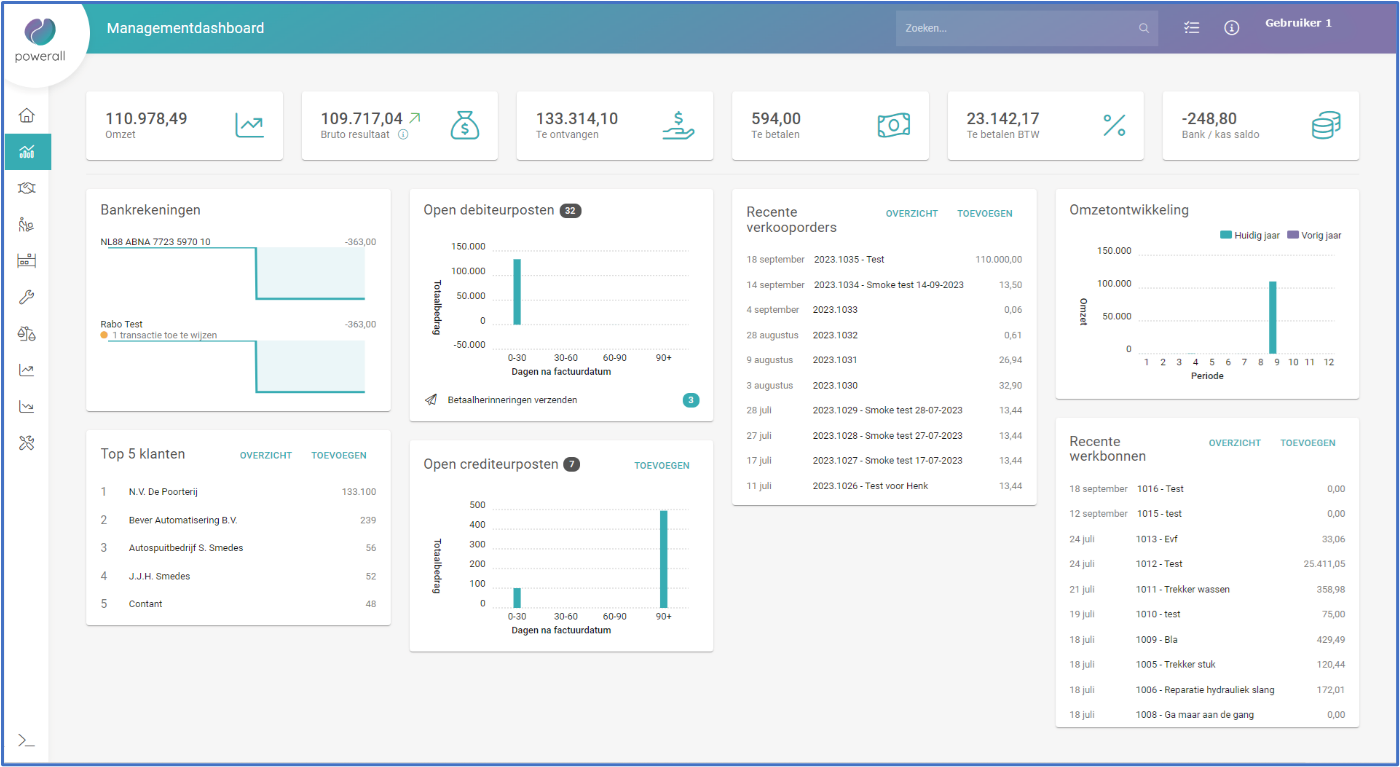 powerall
Managementdashboard
Zoeken...
Gebruiker 1
110.978,49
Omzet
109.717,04
Bruto resultaat
133.314,10
Te ontvangen
594,00
Te betalen
23.142,17
Te betalen BTW
-248,80
Bank / kas saldo
Bankrekeningen
NL88 ABNA 7723 5970 10 -363,00
Rabo Test -363,00
1 transactie toe te wijzen
Top 5 klanten OVERZICHT TOEVOEGEN
1 N.V. De Poorterij 133.100
2 Bever Automatisering B.V. 239
3 Autospuitbedrijf S. Smedes 56
4 J.J.H. Smedes 52
5 Contant 48
Open debiteurposten 32
150.000
100.000
50.000
0
-50.000
Totaalbedrag
0-30 30-60 60-90 90+
Dagen na factuurdatum
Betaalherinneringen verzenden 3
Open crediteurposten 7 TOEVOEGEN
500
400
300
200
100
0
Totaalbedrag
0-30 30-60 60-90 90+
Dagen na factuurdatum
Recente
verkooporders
OVERZICHT TOEVOEGEN
18 september 2023.1035 - Test 110.000,00
14 september 2023.1034 - Smoke test 14-09-2023 13,50
4 september 2023.1033 0,06
28 augustus 2023.1032 0,61
9 augustus 2023.1031 26,94
3 augustus 2023.1030 32,90
28 juli 2023.1029 - Smoke test 28-07-2023 13,44
27 juli 2023.1028 - Smoke test 27-07-2023 13,44
17 juli 2023.1027 - Smoke test 17-07-2023 13,44
11 juli 2023.1026 - Test voor Henk 13,44
Omzetontwikkeling
Huidig jaar Vorig jaar
150.000
100.000
50.000
0
Omzet
1 2 3 4 5 6 7 8 9 10 11 12
Periode
Recente
werkbonnen
OVERZICHT TOEVOEGEN
18 september 1016 - Test 0,00
12 september 1015 - test 0,00
24 juli 1013 - Evf 33,06
24 juli 1012 - Test 25.411,05
21 juli 1011 - Trekker wassen 358,98
19 juli 1010 - test 75,00
18 juli 1009 - Bla 429,49
18 juli 1005 - Trekker stuk 120,44
18 juli 1006 - Reparatie hydrauliek slang 172,01
18 juli 1008 - Ga maar aan de gang 0,00